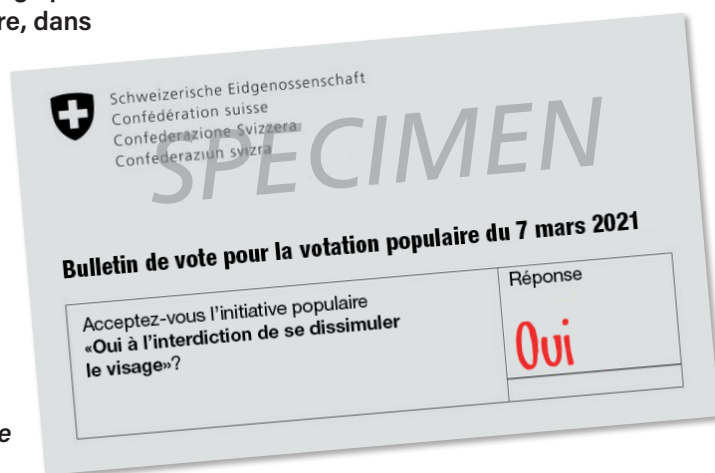 re, dans
Schweizerische Eidgenossenschaft
Confédération suisse
Confederazione Svizzera
Confederaziun svizra
SPECIMEN
Bulletin de vote pour la votation populaire du 7 mars 2021
Acceptez-vous l'initiative populaire
«Oui à l'interdiction de se dissimuler
le visage»?
Réponse
Oui
e